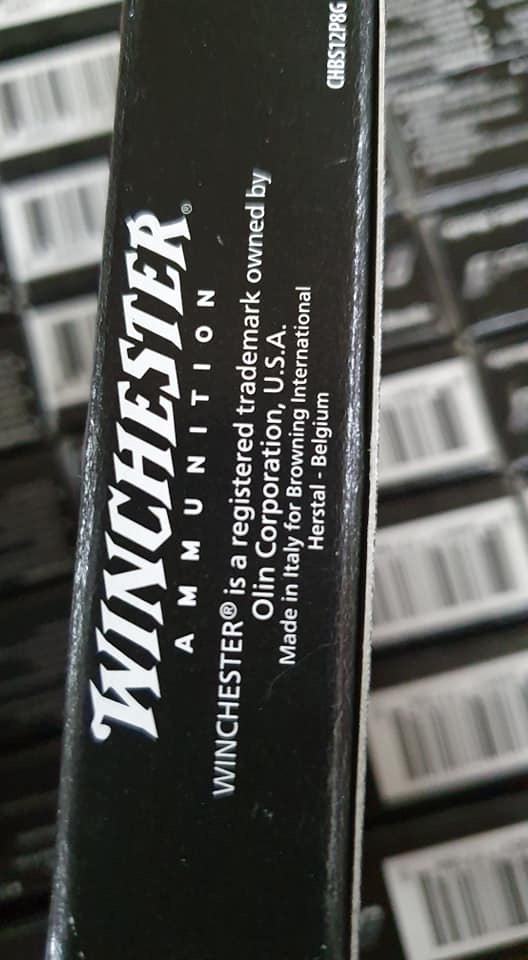 WINCHESTER®
AMMUNITION
WINCHESTER® is a registered trademark owned by
Olin Corporation, U.S.A.
Made in Italy for Browning International
Herstal - Belgium
CHBS12P8G